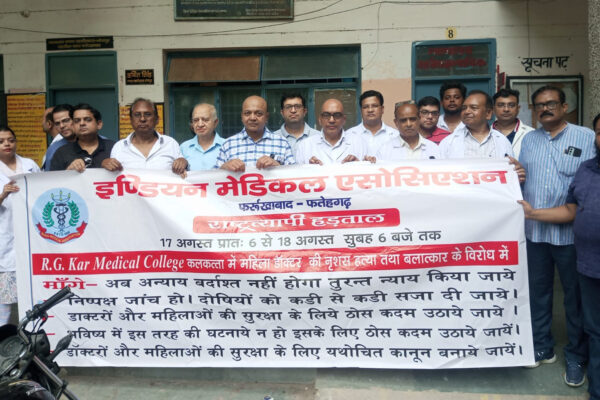 8
सूचना पट
इण्डियन मेडिकल एसोसिएशन
फर्रूखाबाद - फतेहगढ़
राष्ट्रव्यापी हड़ताल
17 अगस्त प्रातः 6 से 18 अगस्त सुबह 6 बजे तक
R.G. Kar Medical College कलकत्ता में महिला डॉक्टर की नृशंस हत्या तथा बलात्कार के विरोध में
माँगे- अब अन्याय बर्दाश्त नहीं होगा तुरन्त न्याय किया जाये
निष्पक्ष जांच हो। दोषियों को कडी से कडी सजा दी जाये।
डाक्टरों और महिलाओं की सुरक्षा के लिये ठोस कदम उठाये जाये।
भविष्य में इस तरह की घटनाये न हो इसके लिए ठोस कदम उठाये जायें।
डॉक्टरों और महिलाओं की सुरक्षा के लिए यथोचित कानून बनाये जायें।